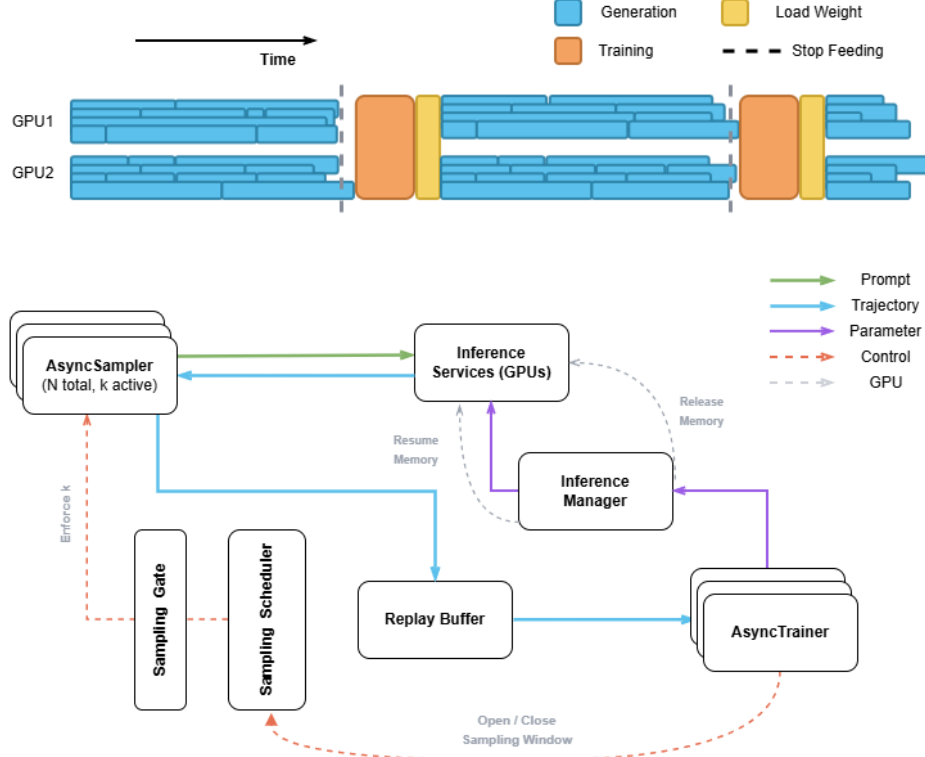 Generation
Load Weight
Training
Stop Feeding
Time
GPU1
GPU2
Prompt
Trajectory
Parameter
Control
GPU
AsyncSampler
(N total, k active)
Inference
Services (GPUs)
Release
Memory
Resume
Memory
Inference
Manager
Enforce k
Sampling Gate
Sampling Scheduler
Replay Buffer
AsyncTrainer
Open / Close
Sampling Window